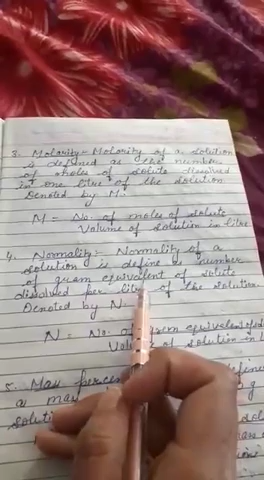 3. Molarity - Molarity of a solution
is defined as the number
of moles of solute dissolved
in one litre of the solution
Denoted by M.
M = No. of moles of solute
Volume of solution in litre
4. Normality - Normality of a
solution is define as number
of gram equivalent of solute
disolved per litre of the solution.
Denoted by N
N = No. of gram equivalent of
Volume of solution in
5. Mass
a mass